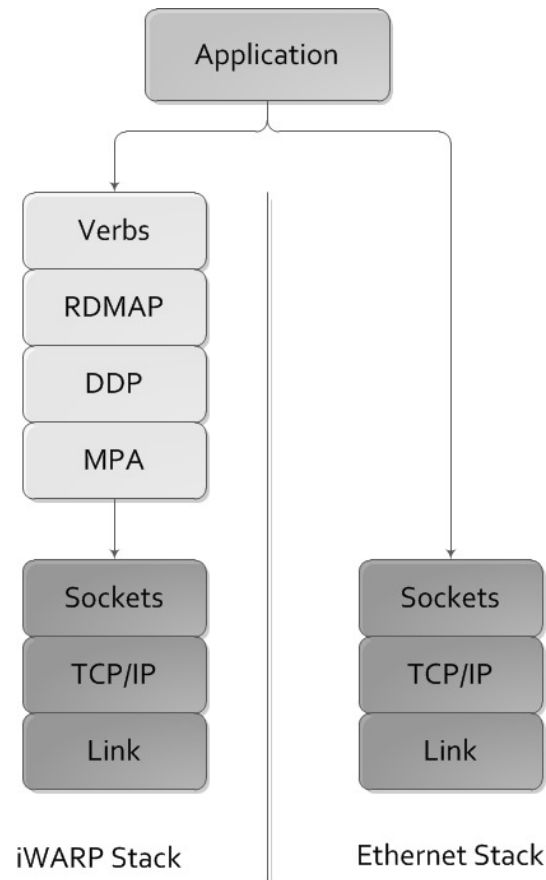 Application
Verbs
RDMAP
DDP
MPA
Sockets
TCP/IP
Link
iWARP Stack
Sockets
TCP/IP
Link
Ethernet Stack